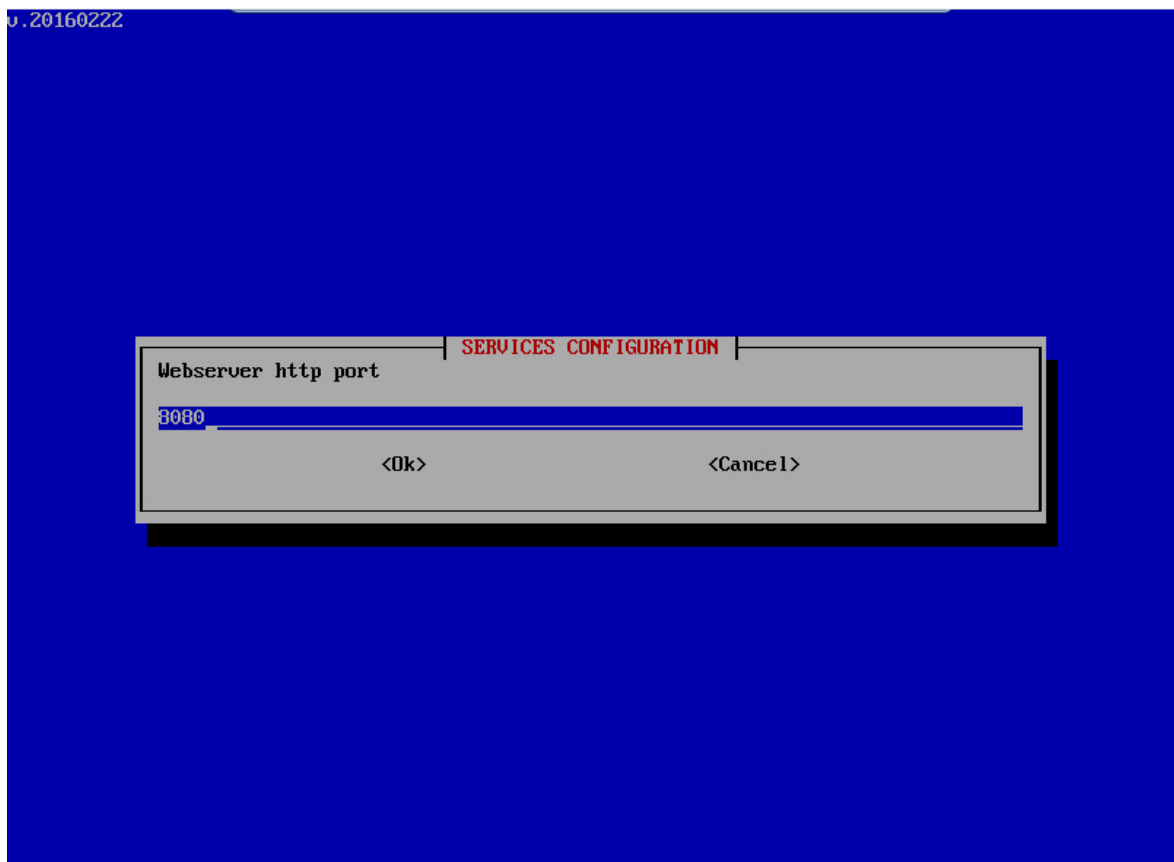 v.20160222
SERVICES CONFIGURATION
Webserver http port
8080
<Ok> <Cancel>